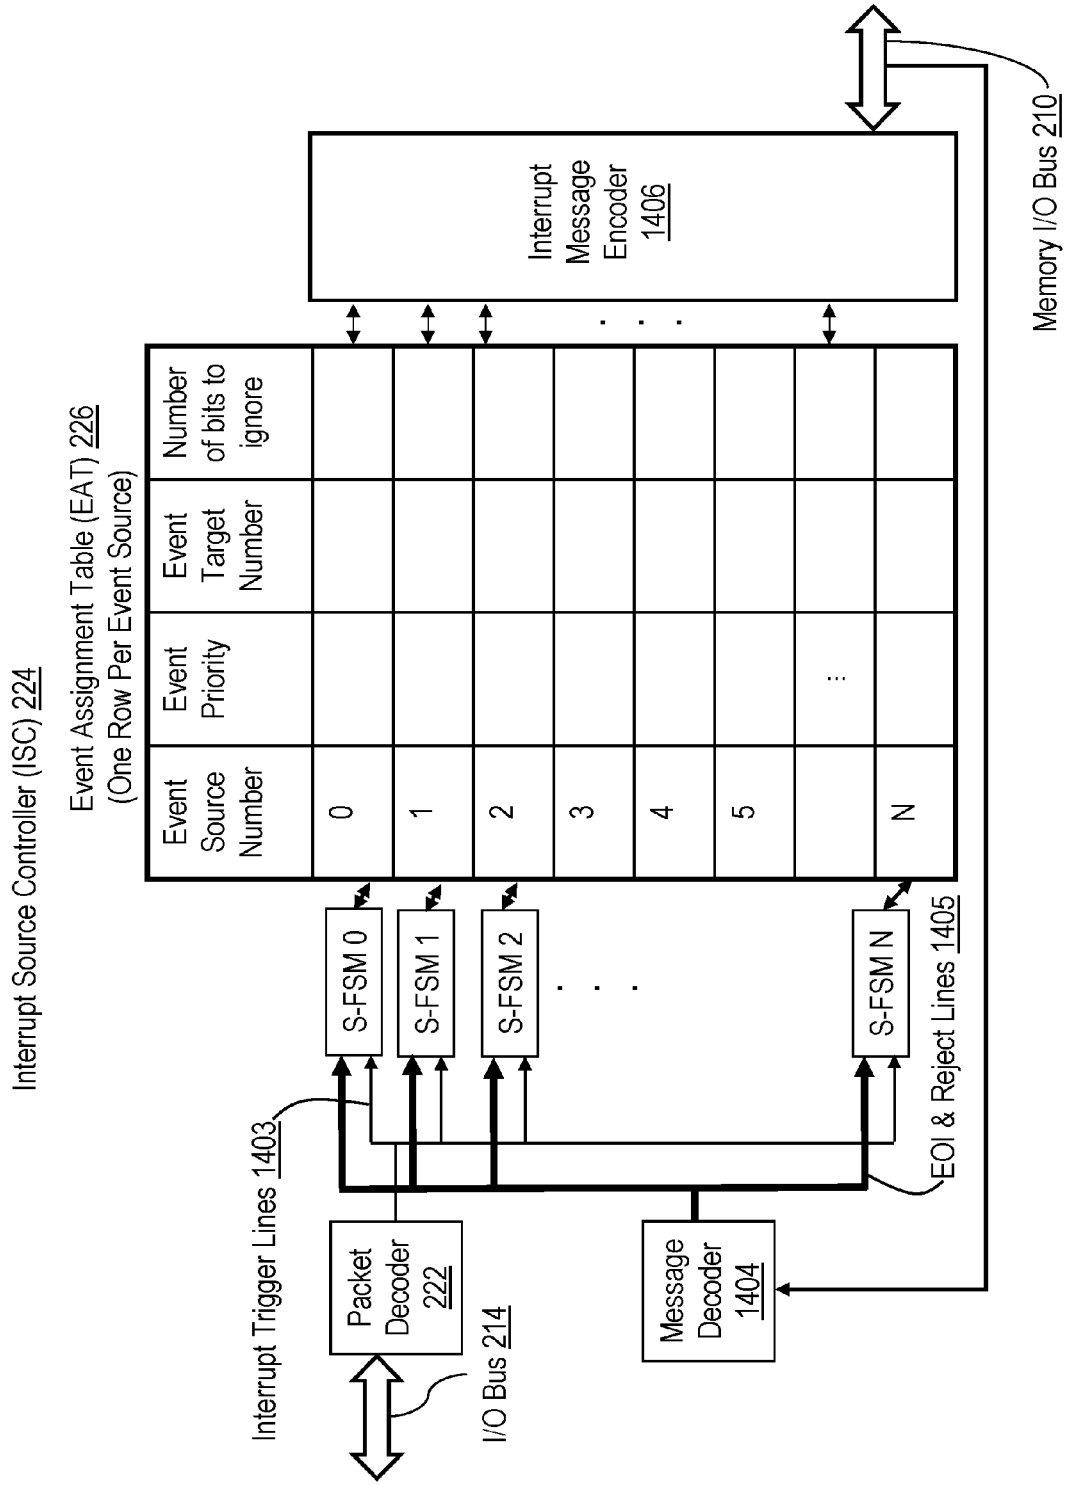 Interrupt Source Controller (ISC) 224
Event Assignment Table (EAT) 226
(One Row Per Event Source)
Interrupt Trigger Lines 1403
I/O Bus 214
Packet
Decoder
222
Message
Decoder
1404
S-FSM 0
S-FSM 1
S-FSM 2
. . .
S-FSM N
EOI & Reject Lines 1405
Event
Source
Number
Event
Priority
Event
Target
Number
Number
of bits to
ignore
0
1
2
3
4
5
...
N
. . .
Interrupt
Message
Encoder
1406
Memory I/O Bus 210